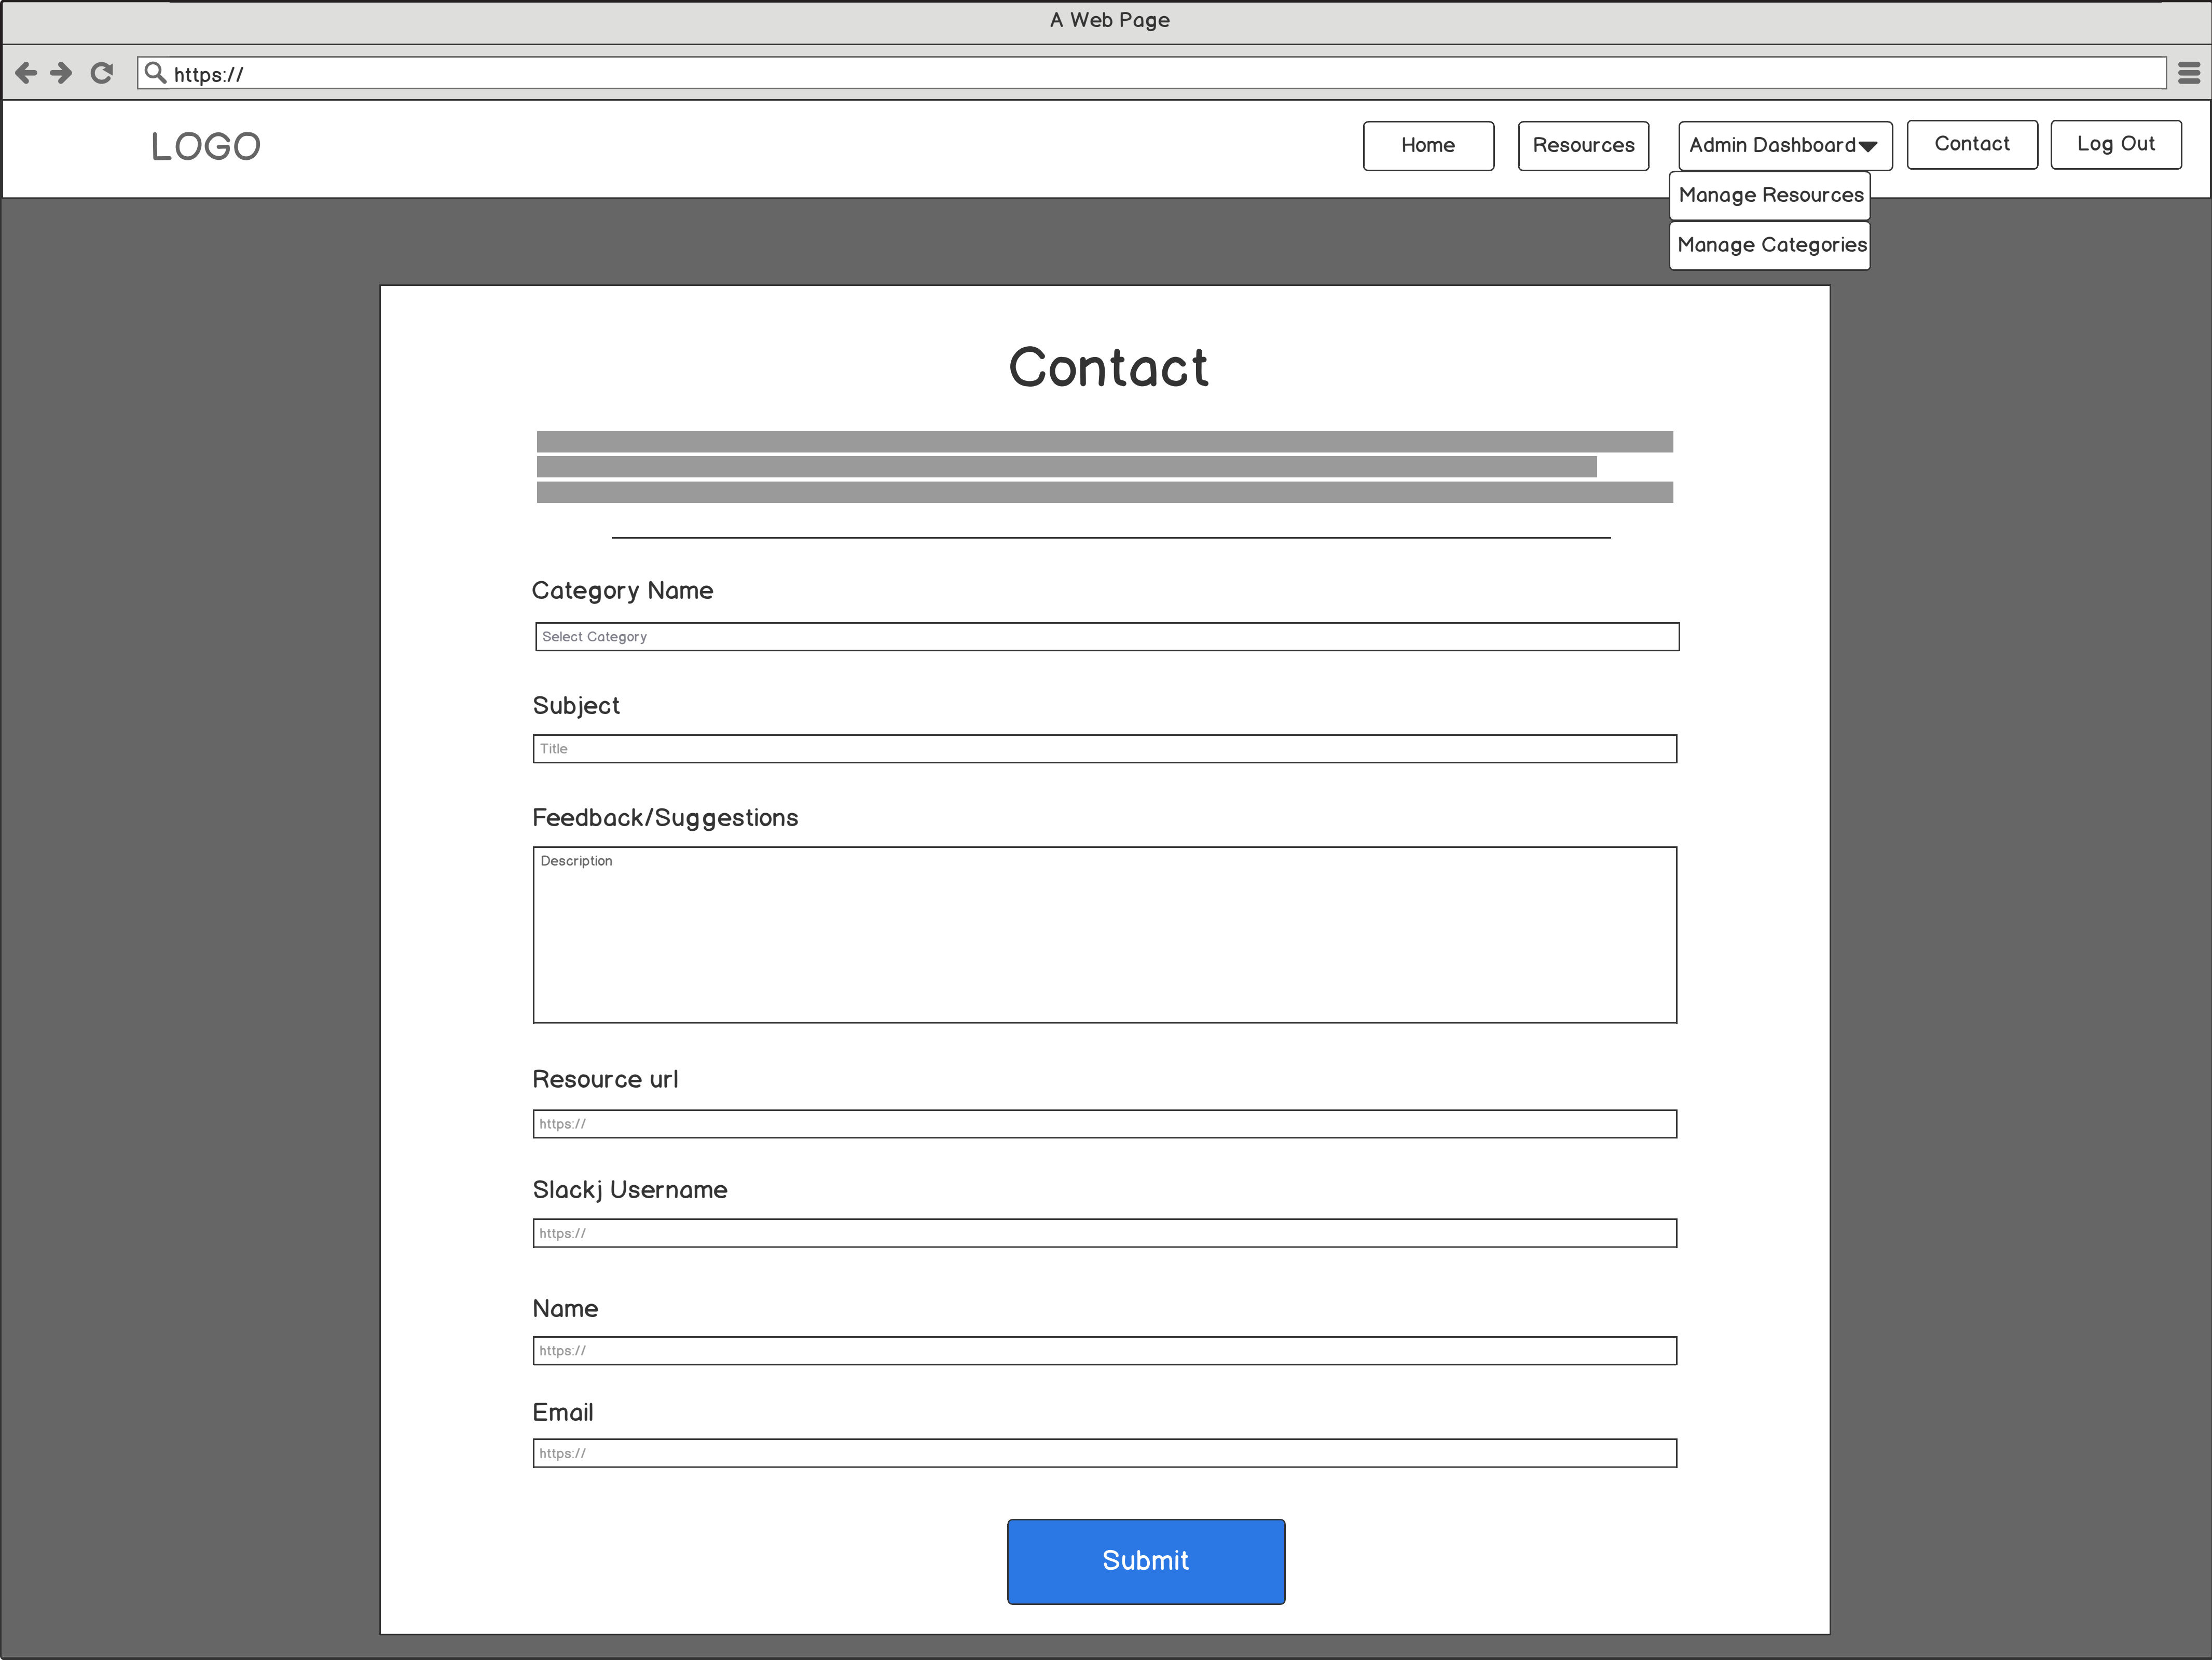 A Web Page
https://
LOGO
Home
Resources
Admin Dashboard
Contact
Log Out
Manage Resources
Manage Categories
Contact
Category Name
Select Category
Subject
Title
Feedback/Suggestions
Description
Resource url
https://
Slackj Username
https://
Name
https://
Email
https://
Submit